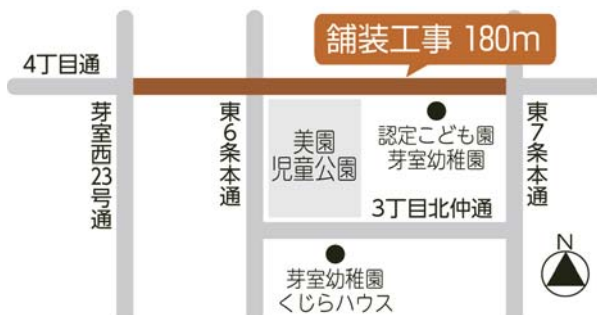 舗装工事 180m
4丁目通
芽室西23号通
東6条本通
美園
児童公園
認定こども園
芽室幼稚園
東7条本通
3丁目北仲通
N
芽室幼稚園
くじらハウス